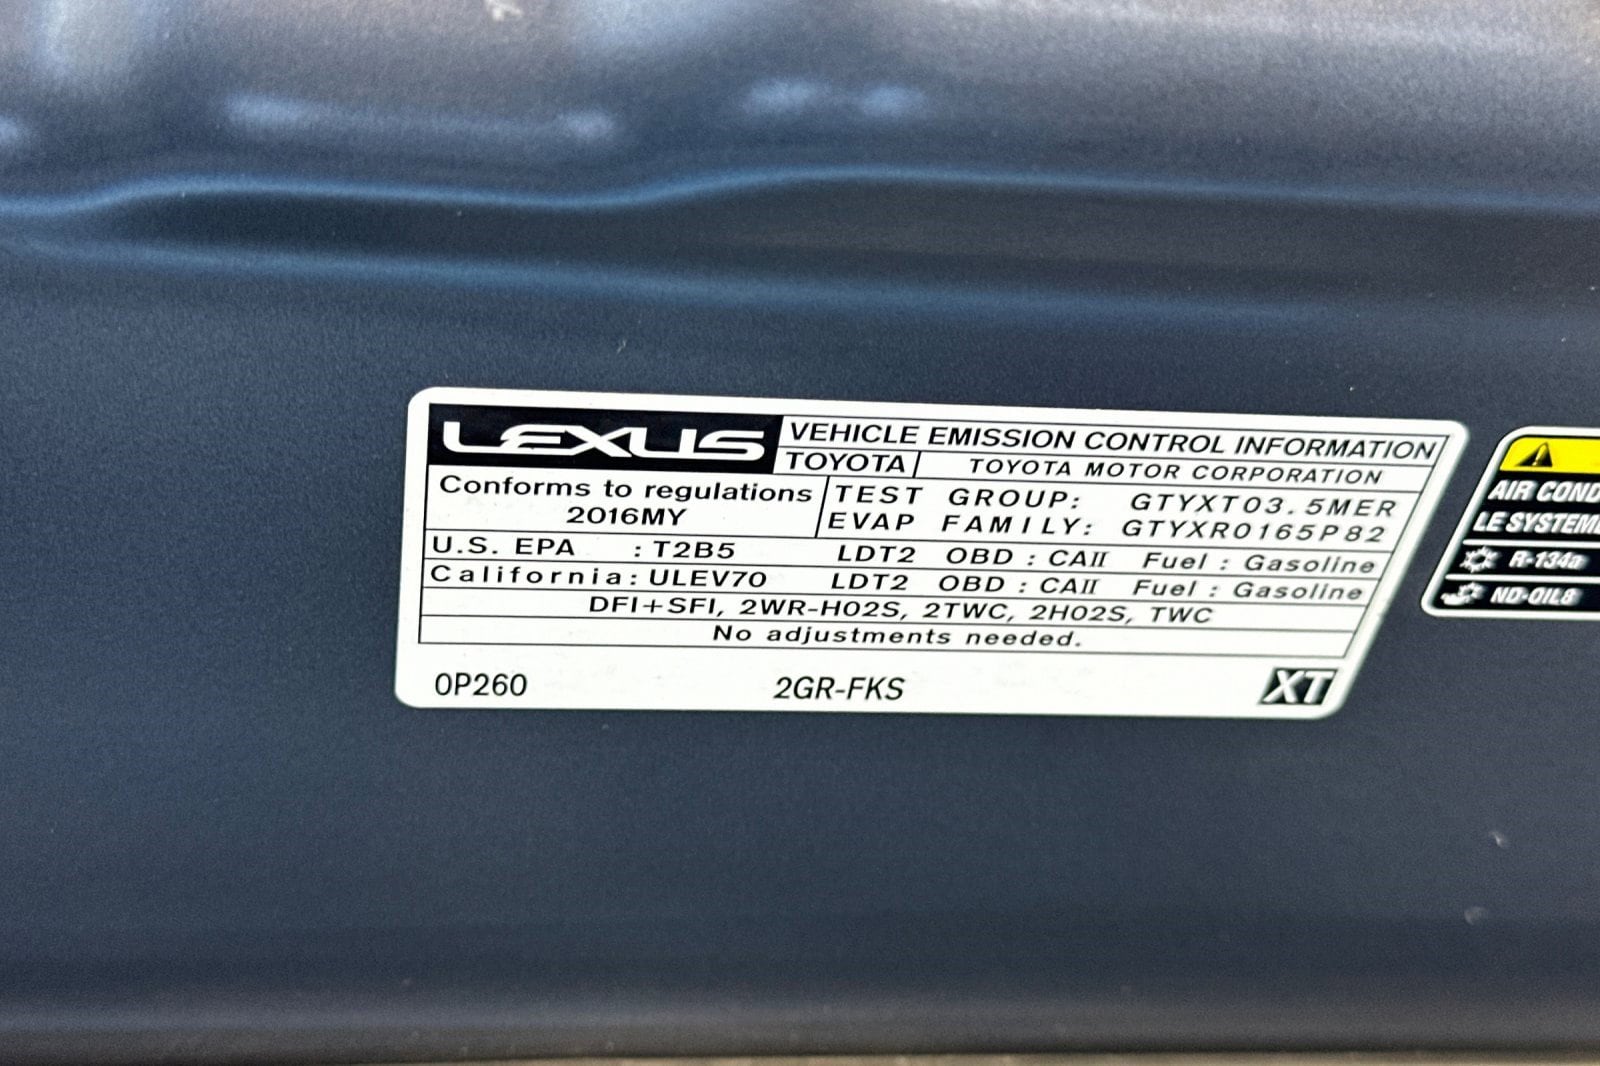 LEXUS VEHICLE EMISSION CONTROL INFORMATION
TOYOTA TOYOTA MOTOR CORPORATION
Conforms to regulations
2016MY
TEST GROUP: GTYXT03.5MER
EVAP FAMILY: GTYXR0165P82
U.S. EPA : T2B5 LDT2 OBD : CAII Fuel : Gasoline
California: ULEV70 LDT2 OBD : CAII Fuel : Gasoline
DFI+SFI, 2WR-HO2S, 2TWC, 2HO2S, TWC
No adjustments needed.
0P260 2GR-FKS XT
AIR COND
LE SYSTEME
R-134a
ND-OIL8